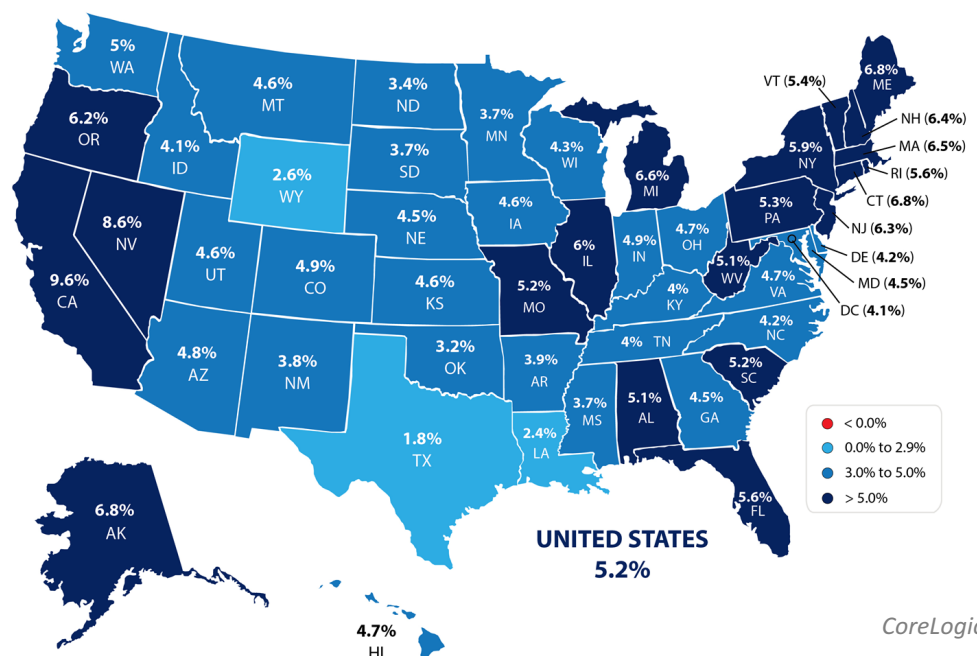 5%
WA
6.2%
OR
9.6%
CA
8.6%
NV
4.1%
ID
4.6%
MT
2.6%
WY
4.6%
UT
4.9%
CO
4.8%
AZ
3.8%
NM
3.4%
ND
3.7%
SD
4.5%
NE
4.6%
KS
3.2%
OK
1.8%
TX
3.7%
MN
4.6%
IA
5.2%
MO
3.9%
AR
2.4%
LA
4.3%
WI
6%
IL
6.6%
MI
4.9%
IN
4.7%
OH
4%
KY
4% TN
3.7%
MS
5.1%
AL
4.5%
GA
5.6%
FL
5.2%
SC
4.2%
NC
4.7%
VA
5.1%
WV
5.3%
PA
5.9%
NY
VT (5.4%)
6.8%
ME
NH (6.4%)
MA (6.5%)
RI (5.6%)
CT (6.8%)
NJ (6.3%)
DE (4.2%)
MD (4.5%)
DC (4.1%)
6.8%
AK
4.7%
HI
< 0.0%
0.0% to 2.9%
3.0% to 5.0%
> 5.0%
UNITED STATES
5.2%
CoreLogic